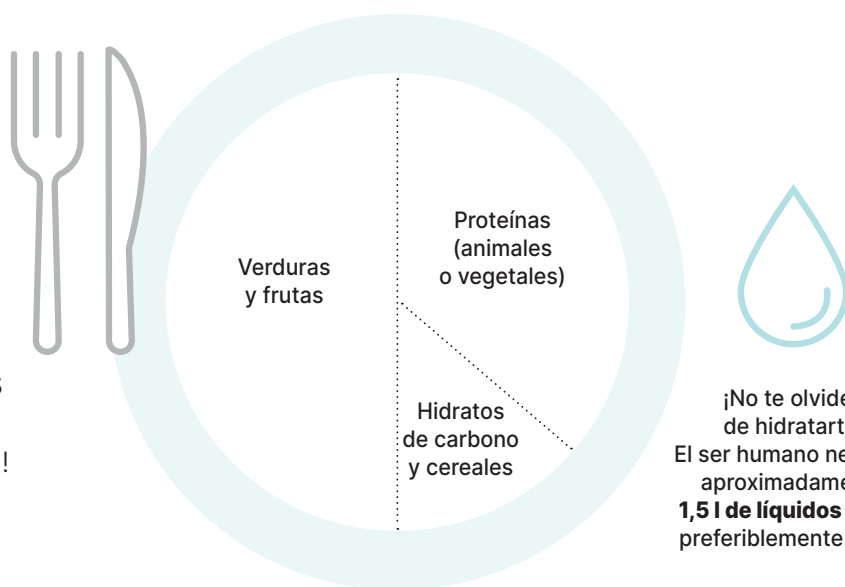 Verduras
y frutas
Proteínas
(animales
o vegetales)
Hidratos
de carbono
y cereales
!
¡No te olvide
de hidratart
El ser humano ne
aproximadame
1,5 l de líquidos
preferiblemente